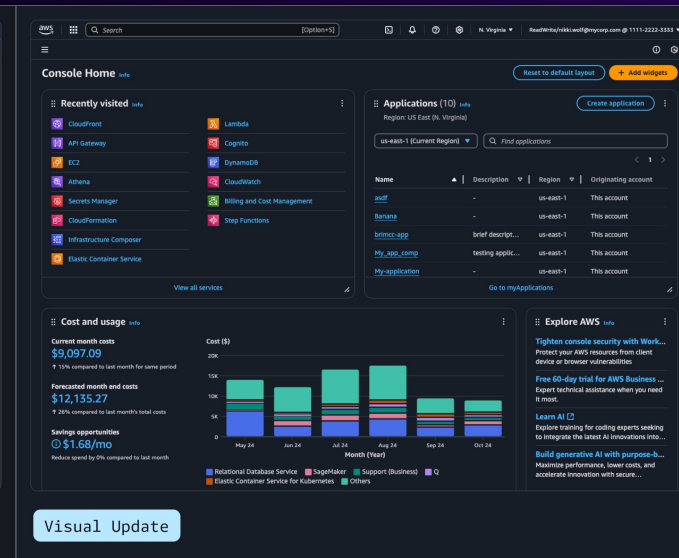 aws
Search
[Option+S]
N. Virginia
ReadWrite/nikki.wolf@mycorp.com @ 1111-2222-3333
Console Home Info
Reset to default layout
+ Add widgets
Recently visited Info
CloudFront
API Gateway
EC2
Athena
Secrets Manager
CloudFormation
Infrastructure Composer
Elastic Container Service
Lambda
Cognito
DynamoDB
CloudWatch
Billing and Cost Management
Step Functions
View all services
Applications (10) Info
Region: US East (N. Virginia)
Create application
us-east-1 (Current Region)
Find applications
1
Name Description Region Originating account
asdf - us-east-1 This account
Banana - us-east-1 This account
brimcc-app brief descript... us-east-1 This account
My_app_comp testing applic... us-east-1 This account
My-application - us-east-1 This account
Go to myApplications
Cost and usage Info
Current month costs
$9,097.09
↑ 15% compared to last month for same period
Forecasted month end costs
$12,135.27
↑ 26% compared to last month's total costs
Savings opportunities
$1.68/mo
Reduce spend by 0% compared to last month
Cost ($)
20K
15K
10K
5K
0
May 24 Jun 24 Jul 24 Aug 24 Sep 24 Oct 24
Month (Year)
Relational Database Service SageMaker Support (Business) Q
Elastic Container Service for Kubernetes Others
Explore AWS Info
Tighten console security with Work...
Protect your AWS resources from client
device or browser vulnerabilities
Free 60-day trial for AWS Business ...
Expert technical assistance when you need
it most.
Learn AI
Explore training for coding experts seeking
to integrate the latest AI innovations into...
Build generative AI with purpose-b...
Maximize performance, lower costs, and
accelerate innovation with secure...
Visual Update